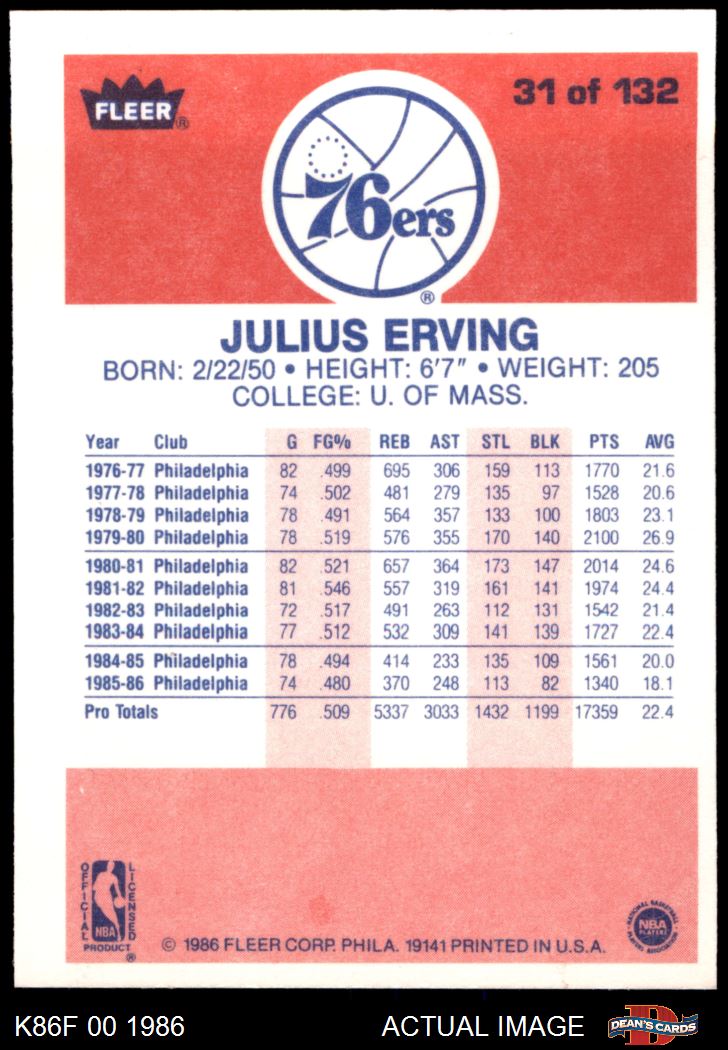 FLEER®
31 of 132
76ers
®
JULIUS ERVING
BORN: 2/22/50 • HEIGHT: 6'7" • WEIGHT: 205
COLLEGE: U. OF MASS.
Year Club G FG% REB AST STL BLK PTS AVG
1976-77 Philadelphia 82 .499 695 306 159 113 1770 21.6
1977-78 Philadelphia 74 .502 481 279 135 97 1528 20.6
1978-79 Philadelphia 78 .491 564 357 133 100 1803 23.1
1979-80 Philadelphia 78 .519 576 355 170 140 2100 26.9
1980-81 Philadelphia 82 .521 657 364 173 147 2014 24.6
1981-82 Philadelphia 81 .546 557 319 161 141 1974 24.4
1982-83 Philadelphia 72 .517 491 263 112 131 1542 21.4
1983-84 Philadelphia 77 .512 532 309 141 139 1727 22.4
1984-85 Philadelphia 78 .494 414 233 135 109 1561 20.0
1985-86 Philadelphia 74 .480 370 248 113 82 1340 18.1
Pro Totals 776 .509 5337 3033 1432 1199 17359 22.4
OFFICIAL
LICENSED
NBA
PRODUCT ®
© 1986 FLEER CORP. PHILA. 19141 PRINTED IN U.S.A.
NATIONAL BASKETBALL
NBA
PLAYERS
PLAYERS ASSOCIATION
K86F 00 1986
ACTUAL IMAGE
D
DEAN'S CARDS